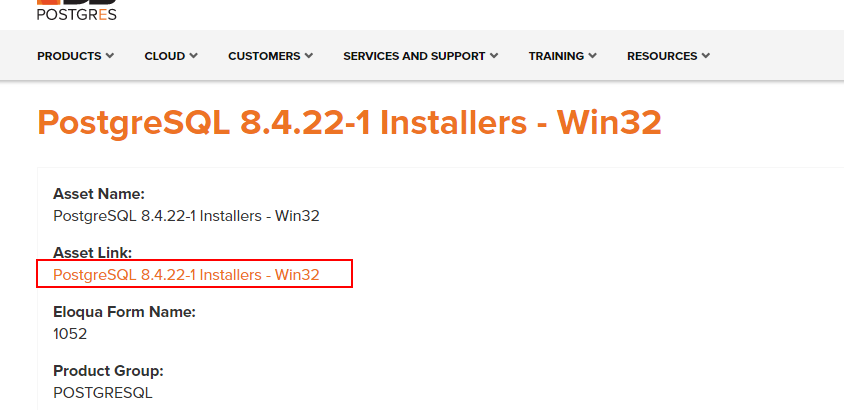 POSTGRES
PRODUCTS CLOUD CUSTOMERS SERVICES AND SUPPORT TRAINING RESOURCES
PostgreSQL 8.4.22-1 Installers - Win32
Asset Name:
PostgreSQL 8.4.22-1 Installers - Win32
Asset Link:
PostgreSQL 8.4.22-1 Installers - Win32
Eloqua Form Name:
1052
Product Group:
POSTGRESQL